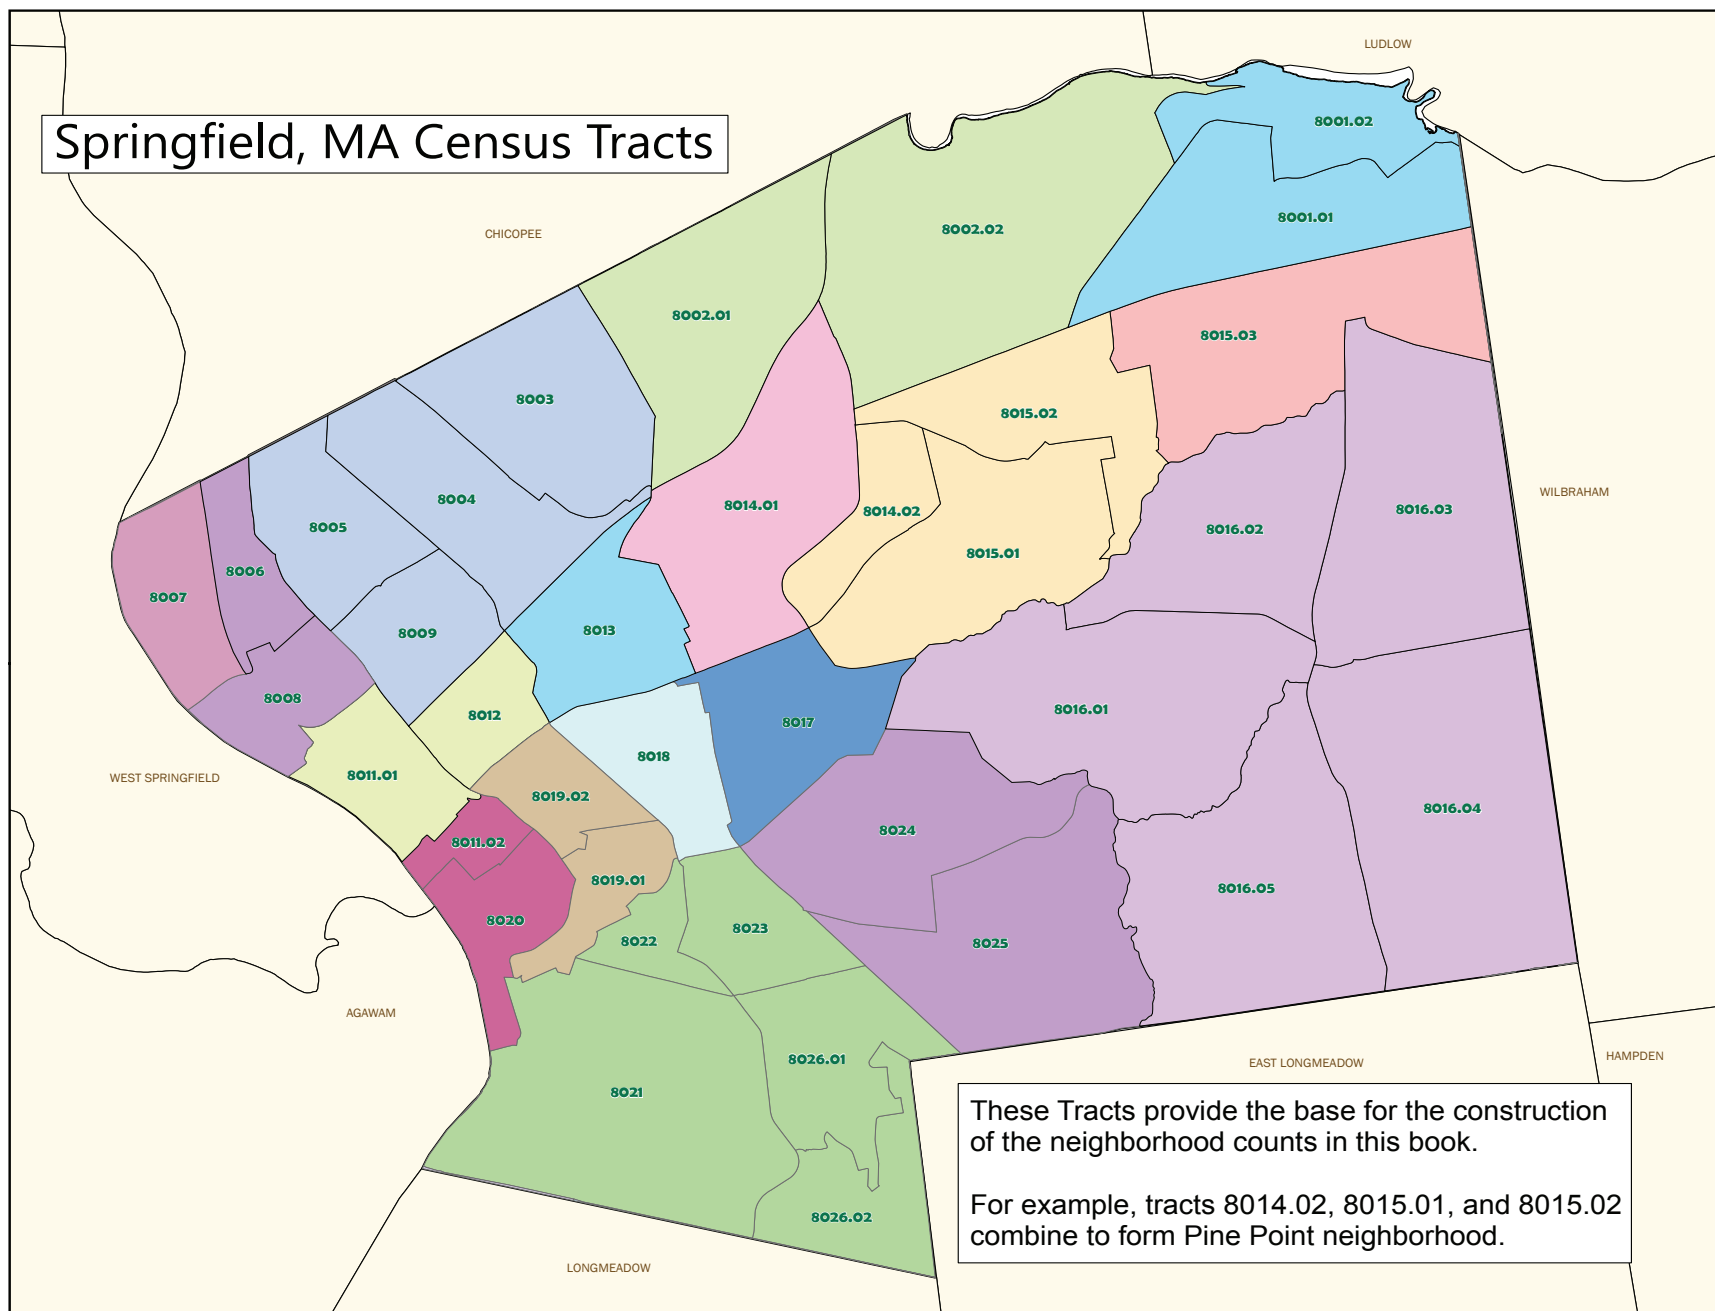 LUDLOW
8001.02
Springfield, MA Census Tracts
8001.01
8002.02
CHICOPEE
8002.01
8015.03
8003
8015.02
WILBRAHAM
8004
8014.01
8014.02
8016.03
8005
8016.02
8015.01
8006
8007
8009
8013
8008
8012
8017
8016.01
8018
WEST SPRINGFIELD
8011.01
8019.02
8016.04
8024
8011.02
8019.01
8016.05
8020
8023
8022
8025
AGAWAM
8026.01
EAST LONGMEADOW
HAMPDEN
8021
These Tracts provide the base for the construction
of the neighborhood counts in this book.
For example, tracts 8014.02, 8015.01, and 8015.02
combine to form Pine Point neighborhood.
8026.02
LONGMEADOW